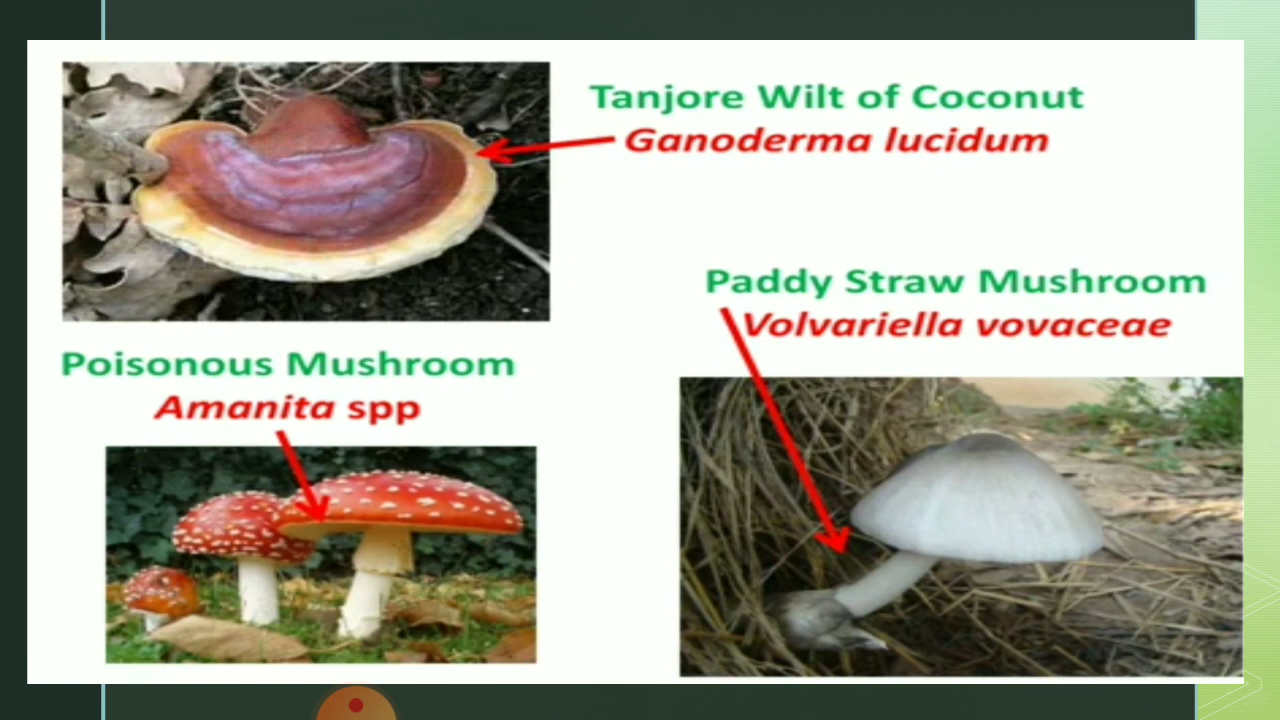 Tanjore Wilt of Coconut
Ganoderma lucidum
Paddy Straw Mushroom
Volvariella vovaceae
Poisonous Mushroom
Amanita spp